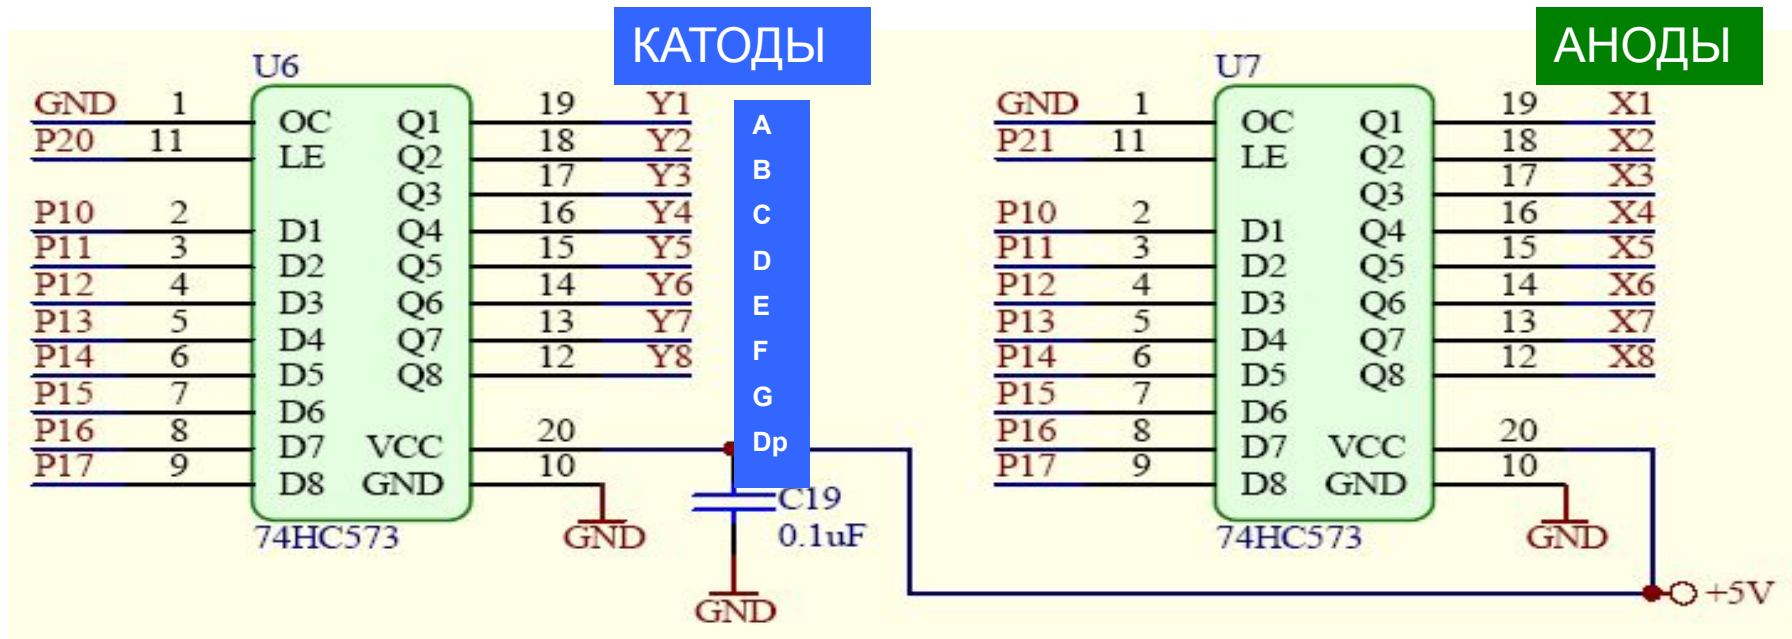 КАТОДЫ
АНОДЫ
U6
GND 1 OC Q1 19 Y1
P20 11 LE Q2 18 Y2
Q3 17 Y3
P10 2 D1 Q4 16 Y4
P11 3 D2 Q5 15 Y5
P12 4 D3 Q6 14 Y6
P13 5 D4 Q7 13 Y7
P14 6 D5 Q8 12 Y8
P15 7 D6
P16 8 D7 VCC 20
P17 9 D8 GND 10
74HC573
GND
A
B
C
D
E
F
G
Dp
C19
0.1uF
GND
U7
GND 1 OC Q1 19 X1
P21 11 LE Q2 18 X2
Q3 17 X3
P10 2 D1 Q4 16 X4
P11 3 D2 Q5 15 X5
P12 4 D3 Q6 14 X6
P13 5 D4 Q7 13 X7
P14 6 D5 Q8 12 X8
P15 7 D6
P16 8 D7 VCC 20
P17 9 D8 GND 10
74HC573
GND
+5V